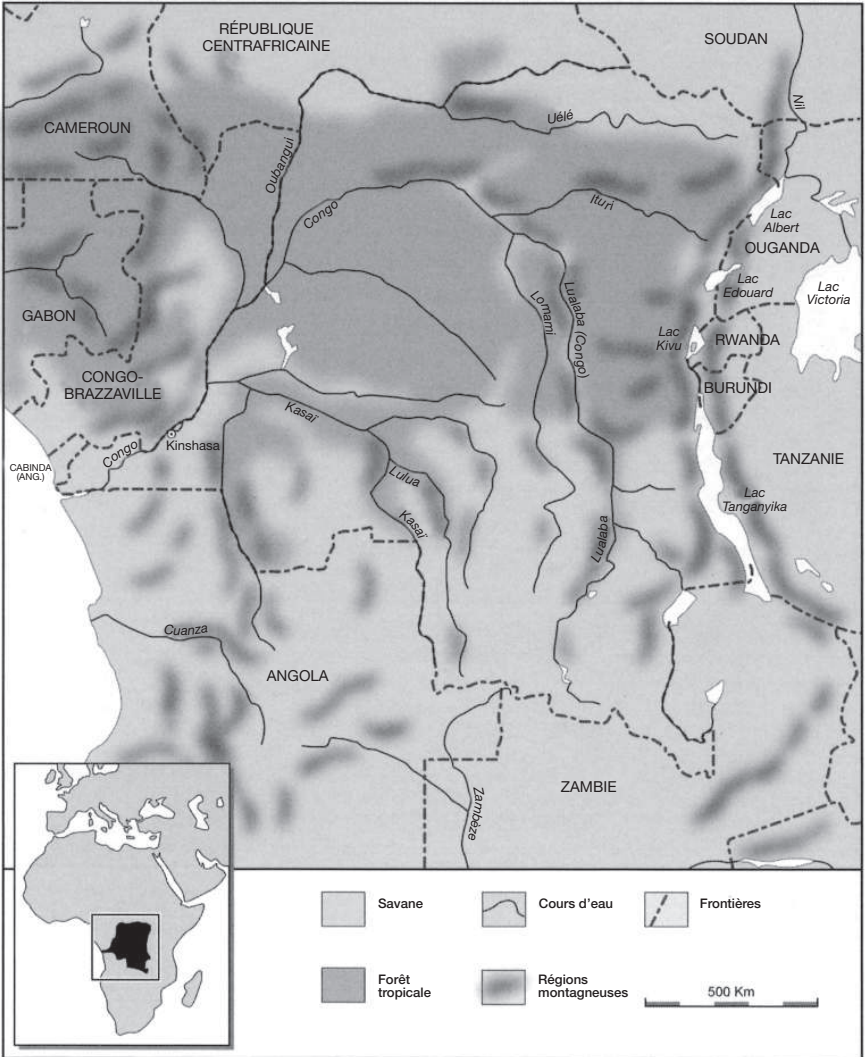 RÉPUBLIQUE
CENTRAFRICAINE
SOUDAN
Nil
CAMEROUN
Uélé
Oubangui
Congo
Ituri
Lac
Albert
OUGANDA
Lac
Edouard
Lac
Victoria
GABON
Lomami
Lualaba (Congo)
Lac
Kivu
RWANDA
CONGO-
BRAZZAVILLE
BURUNDI
Kasaï
Congo
Kinshasa
CABINDA
(ANG.)
TANZANIE
Lulua
Lac
Tanganyika
Kasaï
Lualaba
Cuanza
ANGOLA
ZAMBIE
Zambèze
Savane
Cours d'eau
Frontières
Forêt
tropicale
Régions
montagneuses
500 Km